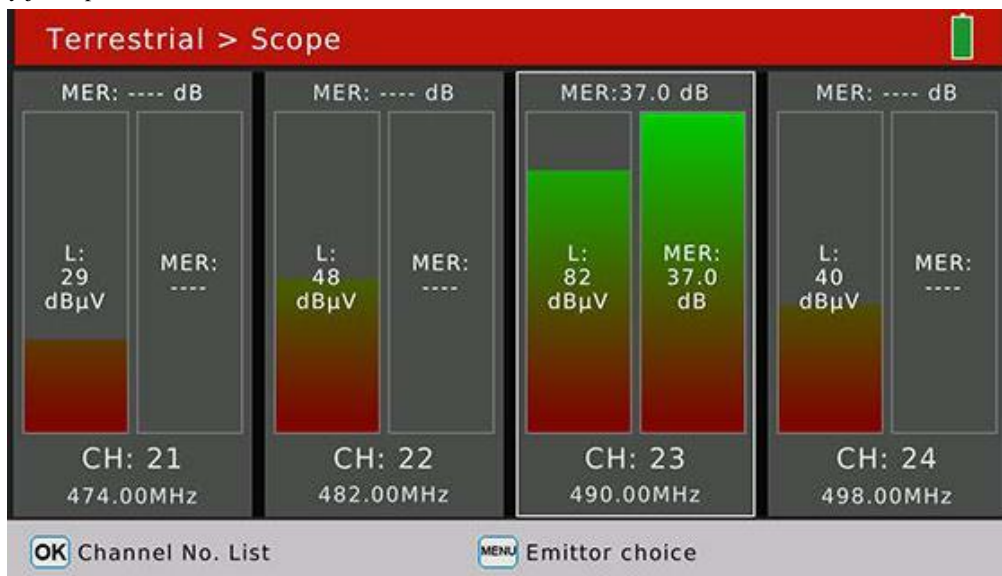 Terrestrial > Scope
MER: ---- dB
L:
29
dBμV
MER:
----
CH: 21
474.00MHz
MER: ---- dB
L:
48
dBμV
MER:
----
CH: 22
482.00MHz
MER:37.0 dB
L:
82
dBμV
MER:
37.0
dB
CH: 23
490.00MHz
MER: ---- dB
L:
40
dBμV
MER:
----
CH: 24
498.00MHz
OK Channel No. List
MENU Emittor choice